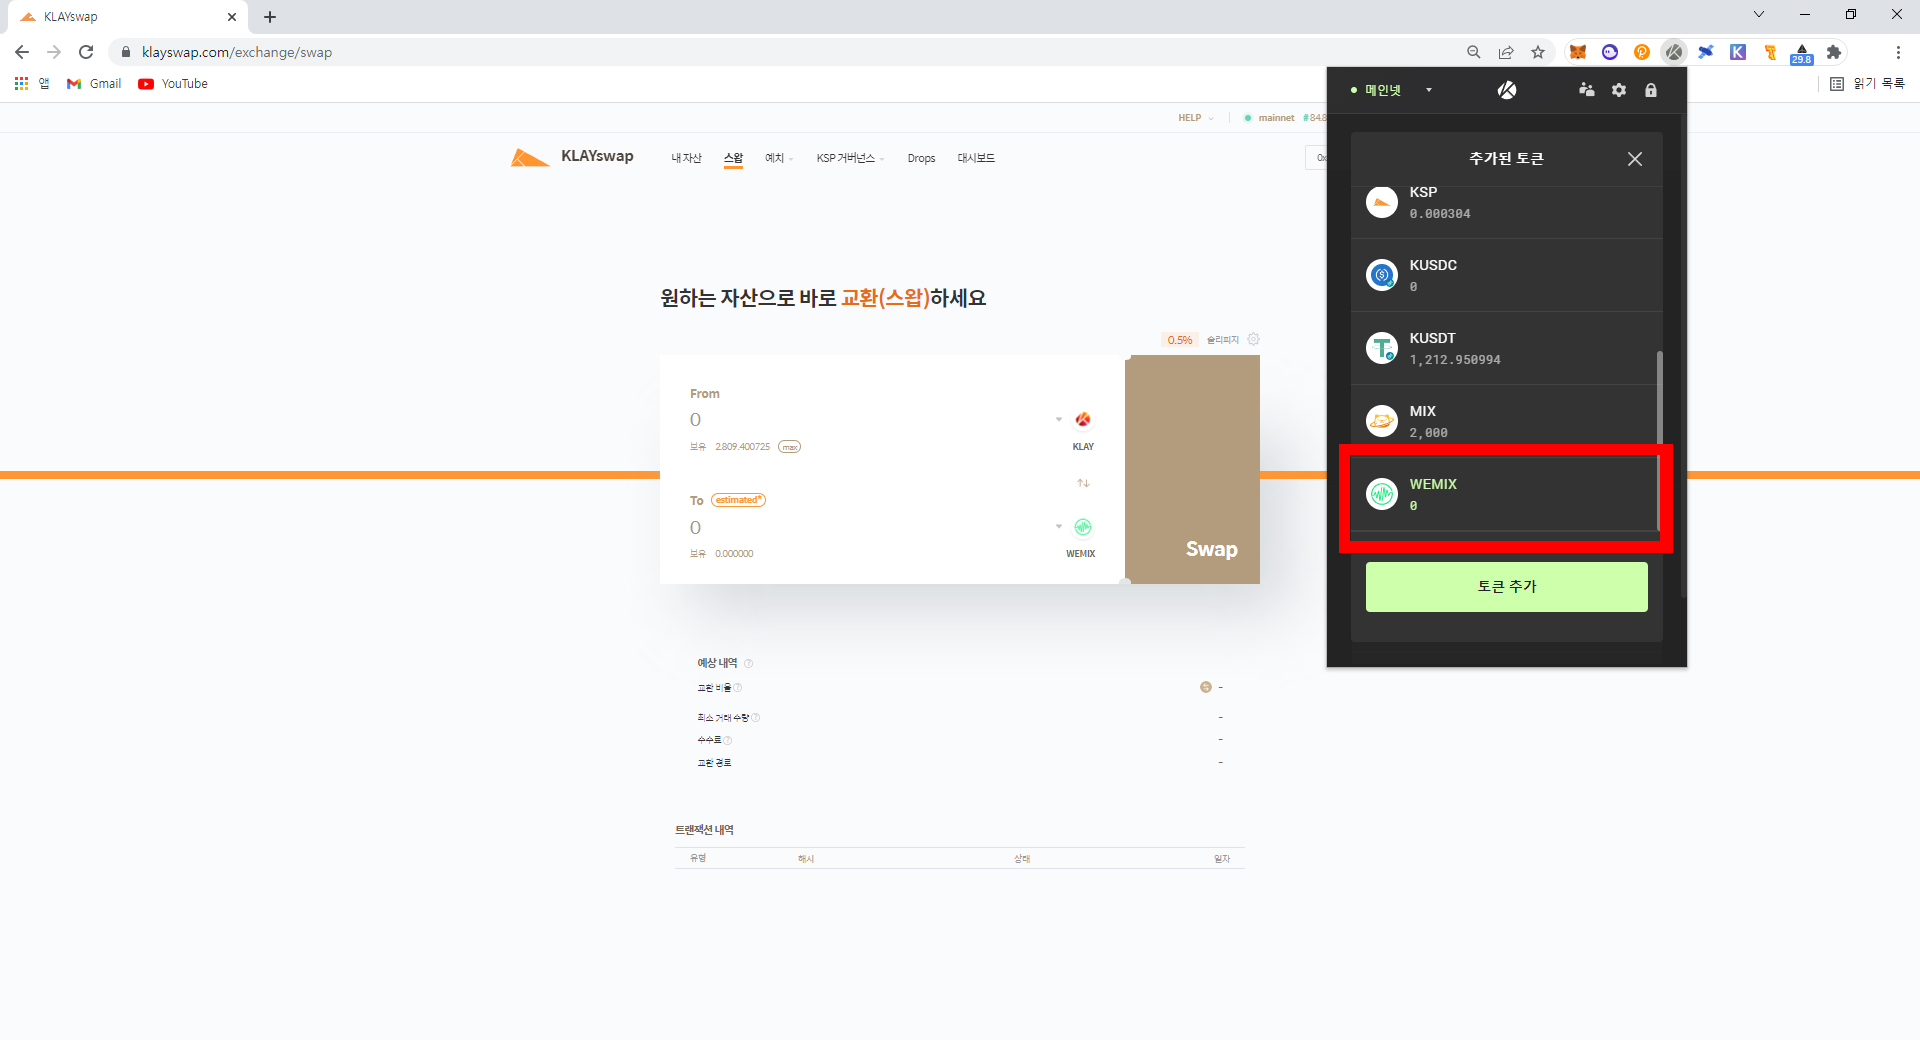 KLAYswap
klayswap.com/exchange/swap
29.8
앱 Gmail YouTube
읽기 목록
HELP mainnet
KLAYswap 내 자산 스왑 예치 KSP 거버넌스 Drops 대시보드
원하는 자산으로 바로 교환(스왑)하세요
0.5% 슬리피지
From
0
보유 2,809.400725 max
KLAY
To estimated*
0
보유 0.000000
WEMIX
Swap
예상 내역
교환 비율 -
최소 거래 수량 -
수수료 -
교환 경로 -
트랜잭션 내역
유형 해시 상태 일자
메인넷
추가된 토큰
KSP
0.000304
KUSDC
0
KUSDT
1,212.950994
MIX
2,000
WEMIX
0
토큰 추가